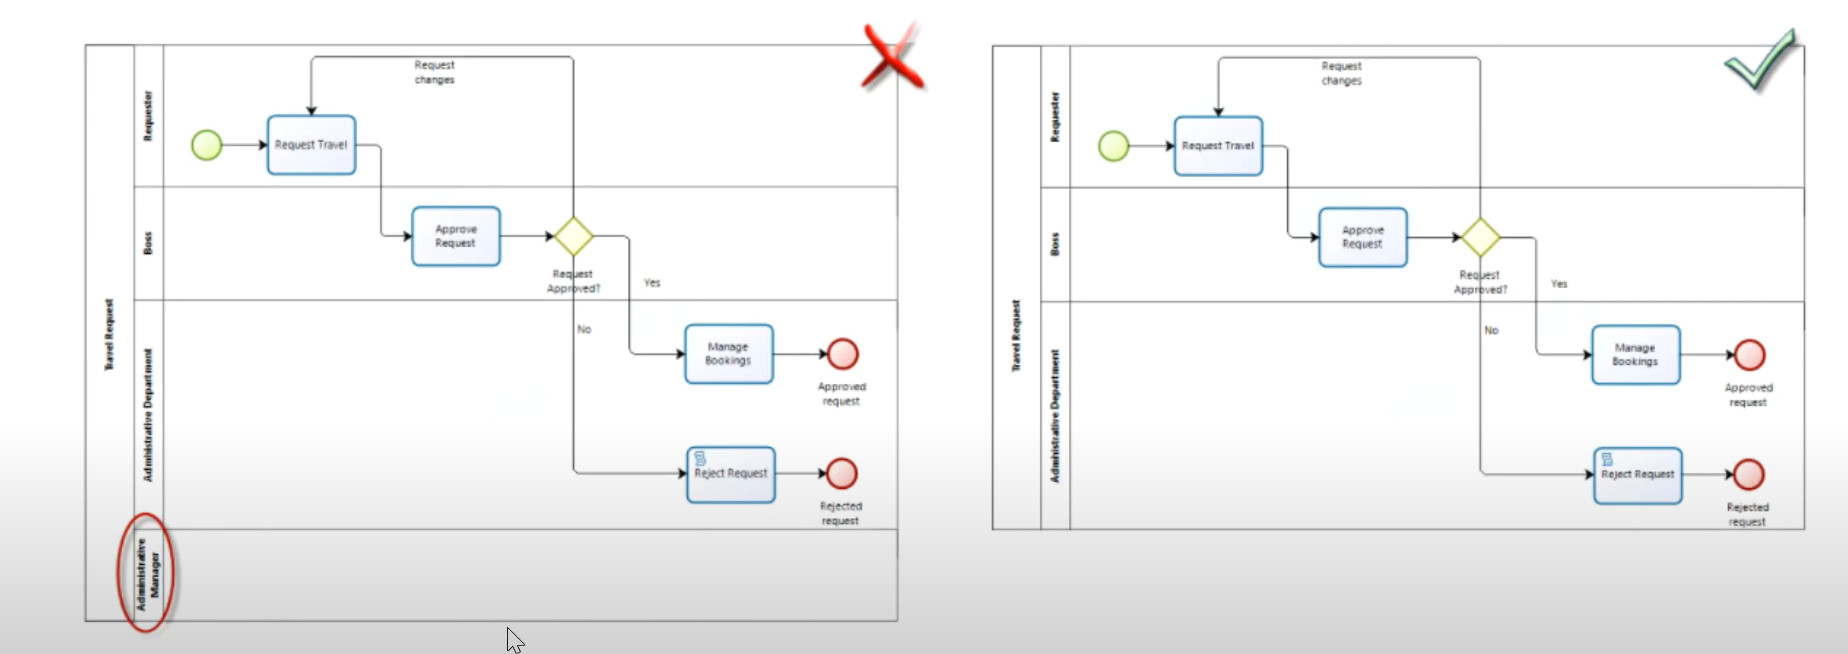 Travel Request
Requester
Request
changes
Request Travel
Boss
Approve
Request
Request
Approved?
Yes
No
Administrative Department
Manage
Bookings
Approved
request
Reject Request
Rejected
request
Administrative
Manager
Travel Request
Requester
Request
changes
Request Travel
Boss
Approve
Request
Request
Approved?
Yes
No
Administrative Department
Manage
Bookings
Approved
request
Reject Request
Rejected
request